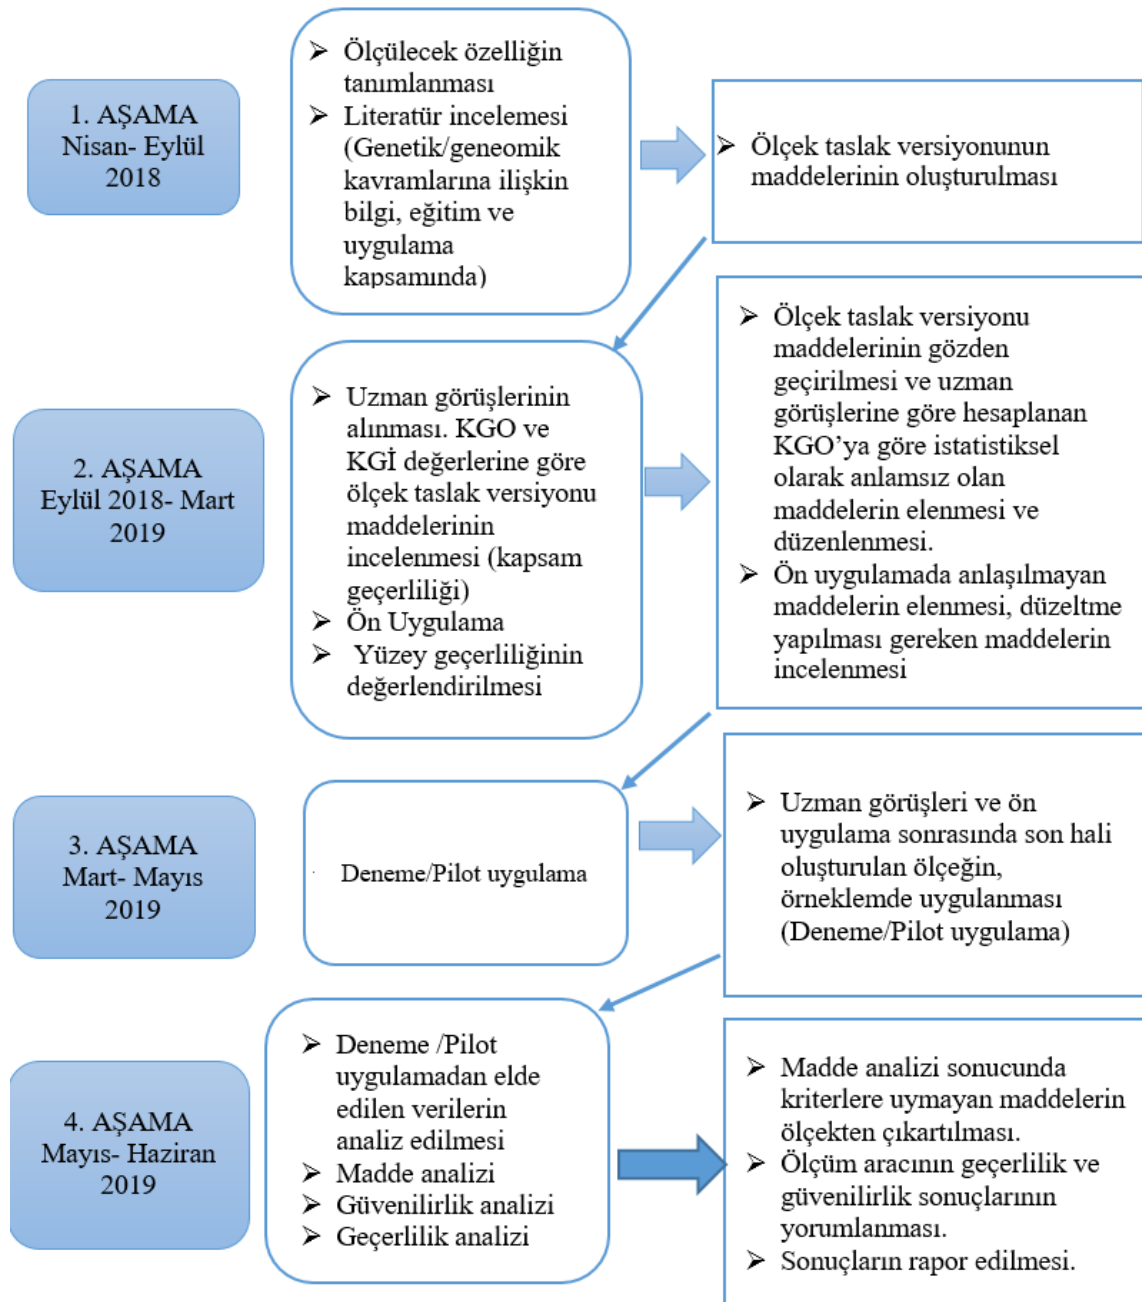 1. AŞAMA
Nisan- Eylül
2018
➢ Ölçülecek özelliğin
tanımlanması
➢ Literatür incelemesi
(Genetik/geneomik
kavramlarına ilişkin
bilgi, eğitim ve
uygulama
kapsamında)
➢ Ölçek taslak versiyonunun
maddelerinin oluşturulması
2. AŞAMA
Eylül 2018- Mart
2019
➢ Uzman görüşlerinin
alınması. KGO ve
KGİ değerlerine göre
ölçek taslak versiyonu
maddelerinin
incelenmesi (kapsam
geçerliliği)
➢ Ön Uygulama
➢ Yüzey geçerliliğinin
değerlendirilmesi
➢ Ölçek taslak versiyonu
maddelerinin gözden
geçirilmesi ve uzman
görüşlerine göre hesaplanan
KGO’ya göre istatistiksel
olarak anlamsız olan
maddelerin elenmesi ve
düzenlenmesi.
➢ Ön uygulamada anlaşılmayan
maddelerin elenmesi, düzeltme
yapılması gereken maddelerin
incelenmesi
3. AŞAMA
Mart- Mayıs
2019
Deneme/Pilot uygulama
➢ Uzman görüşleri ve ön
uygulama sonrasında son hali
oluşturulan ölçeğin,
örneklemde uygulanması
(Deneme/Pilot uygulama)
4. AŞAMA
Mayıs- Haziran
2019
➢ Deneme /Pilot
uygulamadan elde
edilen verilerin
analiz edilmesi
➢ Madde analizi
➢ Güvenilirlik analizi
➢ Geçerlilik analizi
➢ Madde analizi sonucunda
kriterlere uymayan maddelerin
ölçekten çıkartılması.
➢ Ölçüm aracının geçerlilik ve
güvenilirlik sonuçlarının
yorumlanması.
➢ Sonuçların rapor edilmesi.